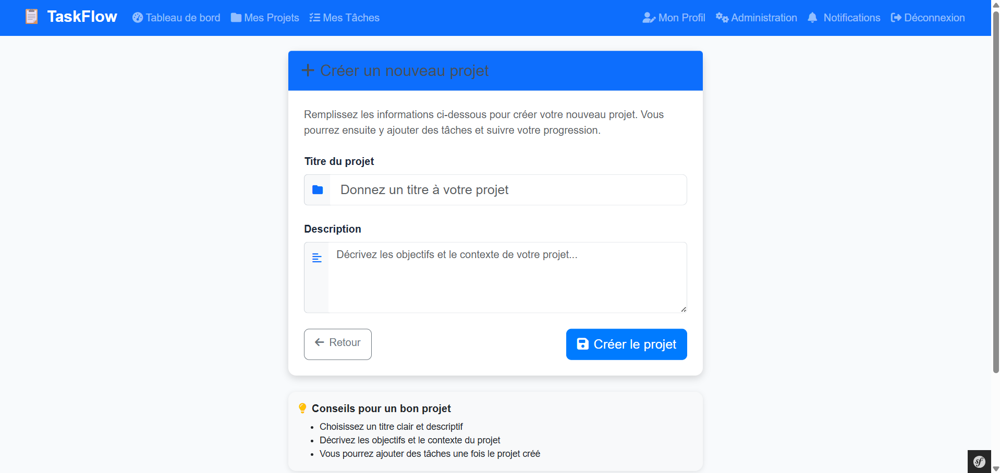 TaskFlow Tableau de bord Mes Projets Mes Tâches Mon Profil Administration Notifications Déconnexion
Créer un nouveau projet
Remplissez les informations ci-dessous pour créer votre nouveau projet. Vous
pourrez ensuite y ajouter des tâches et suivre votre progression.
Titre du projet
Donnez un titre à votre projet
Description
Décrivez les objectifs et le contexte de votre projet...
Retour Créer le projet
Conseils pour un bon projet
• Choisissez un titre clair et descriptif
• Décrivez les objectifs et le contexte du projet
• Vous pourrez ajouter des tâches une fois le projet créé
sf